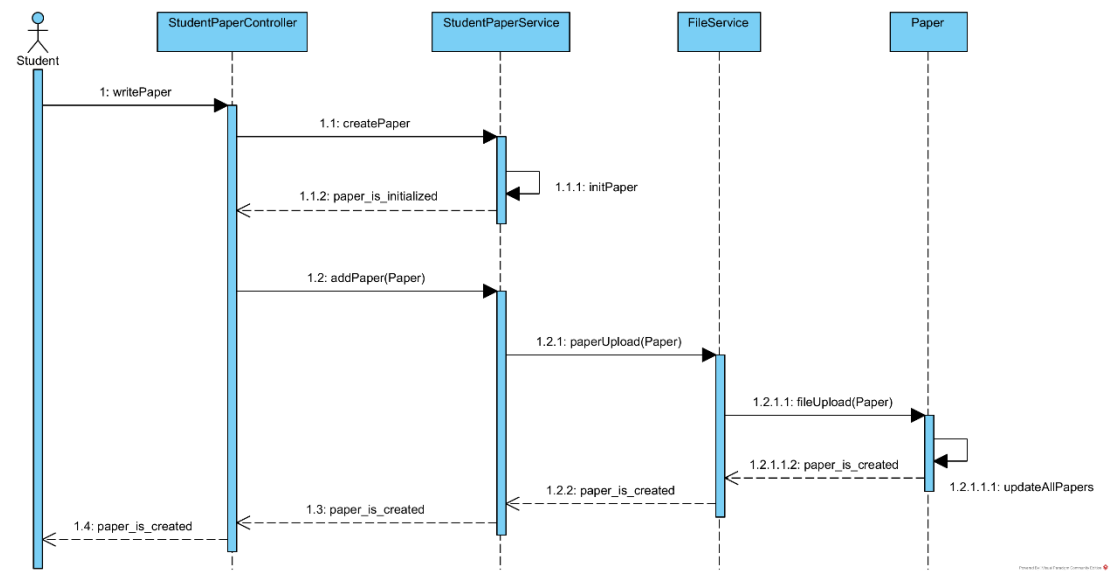 StudentPaperController
StudentPaperService
FileService
Paper
Student
1: writePaper
1.1: createPaper
1.1.1: initPaper
1.1.2: paper_is_initialized
1.2: addPaper(Paper)
1.2.1: paperUpload(Paper)
1.2.1.1: fileUpload(Paper)
1.2.1.1.2: paper_is_created
1.2.1.1.1: updateAllPapers
1.2.2: paper_is_created
1.3: paper_is_created
1.4: paper_is_created